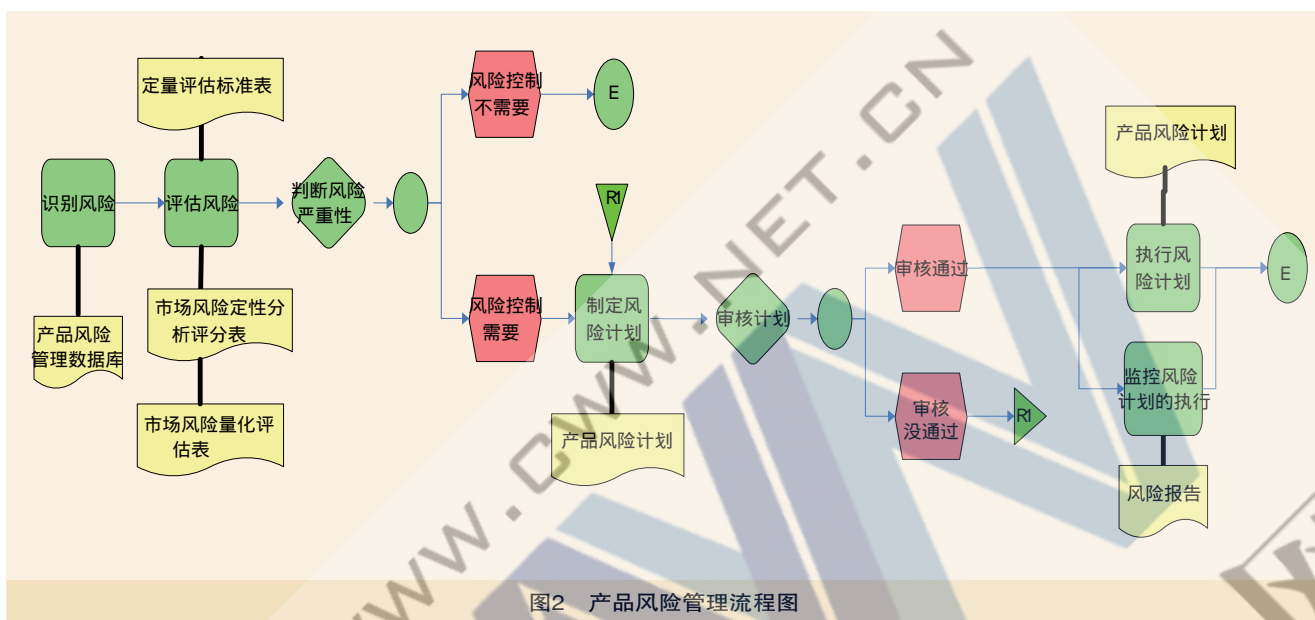 定量评估标准表
识别风险
评估风险
判断风险
严重性
产品风险
管理数据库
市场风险定性分
析评分表
市场风险量化评
估表
风险控制
不需要
E
R1
风险控制
需要
制定风
险计划
产品风险计划
审核计划
审核通过
审核
没通过
R1
产品风险计划
执行风
险计划
E
监控风险
计划的执行
风险报告
图2 产品风险管理流程图
WWW.CWW.NET.CN